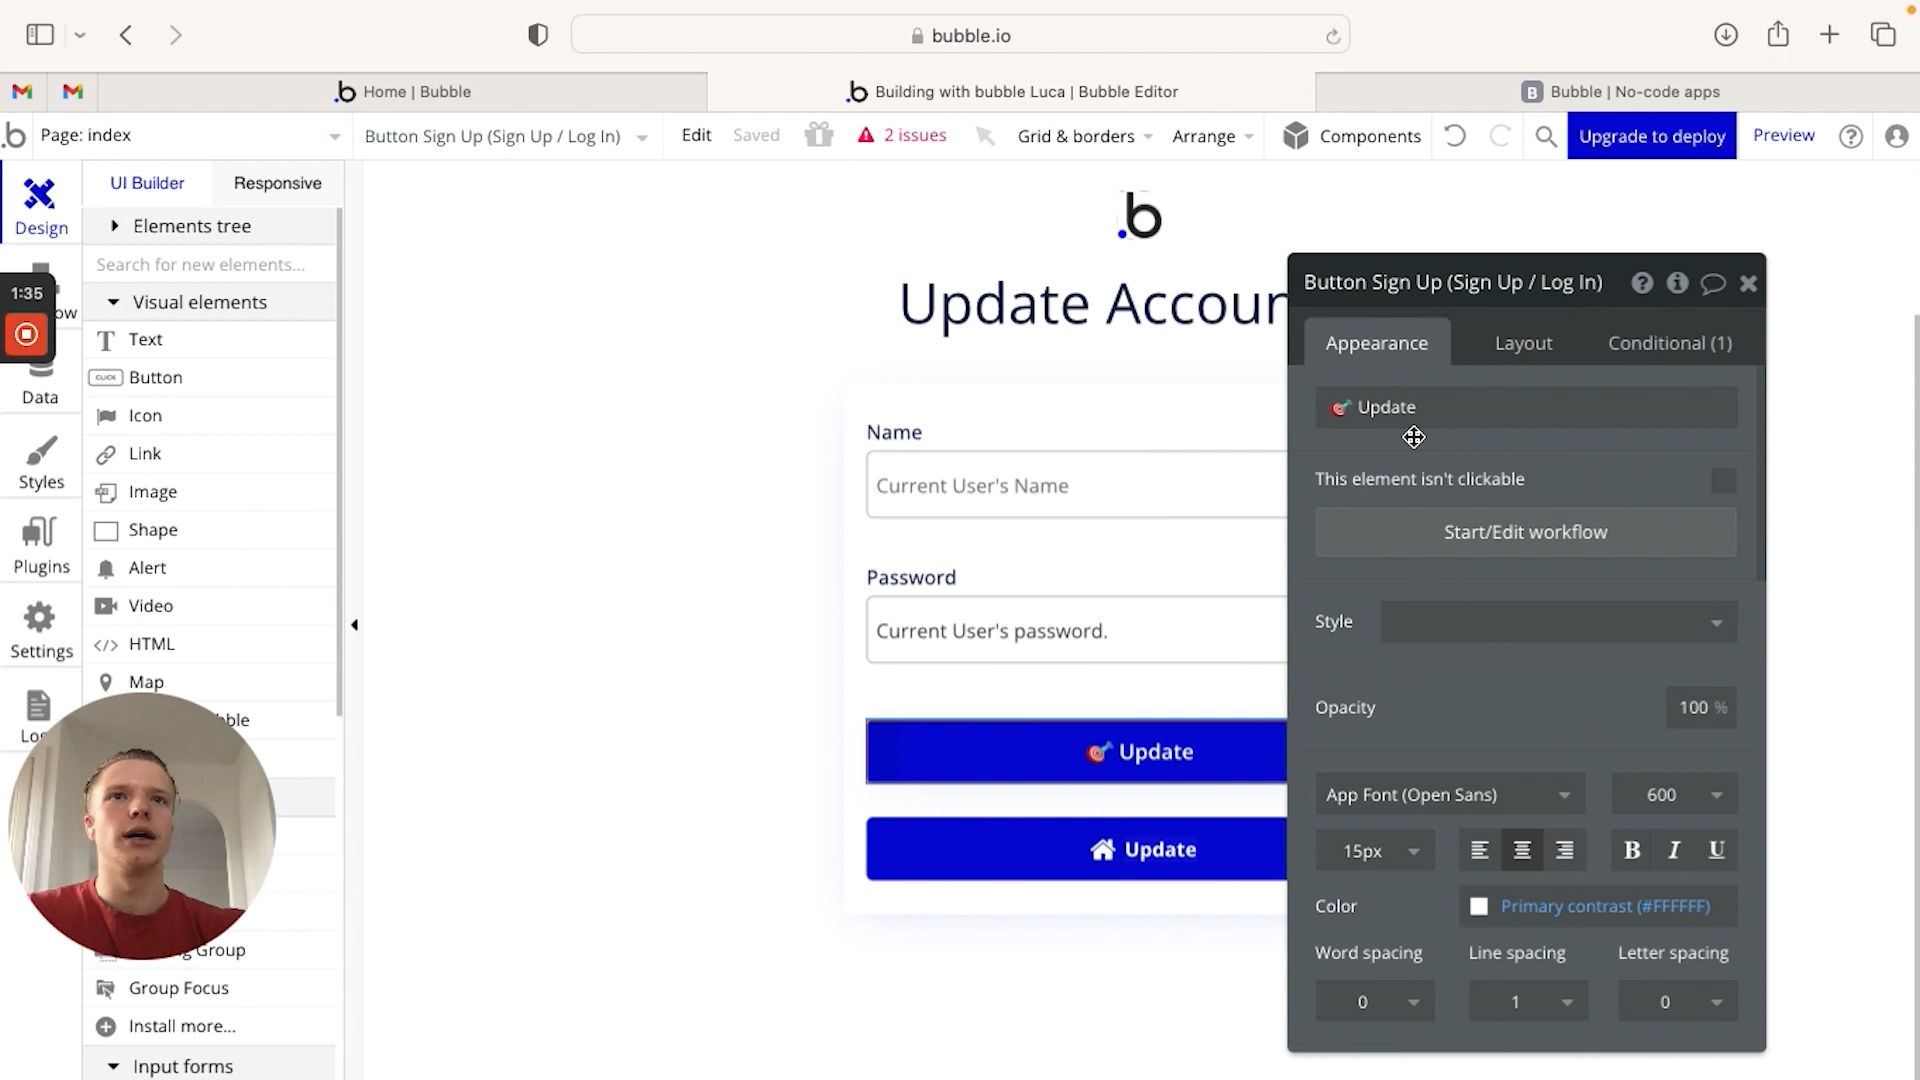 bubble.io
Home | Bubble
Building with bubble Luca | Bubble Editor
B
Bubble | No-code apps
b
Page: index
Button Sign Up (Sign Up / Log In)
Edit
Saved
2 issues
Grid & borders
Arrange
Components
Upgrade to deploy
Preview
Design
UI Builder
Responsive
Elements tree
Search for new elements...
Visual elements
Text
CLICK
Button
Icon
Link
Image
Shape
Alert
Video
HTML
Map
Group Focus
Install more...
Input forms
1:35
Data
Styles
Plugins
Settings
.b
Update
Name
Current User's Name
Password
Current User's password.
🎯 Update
Update
Button Sign Up (Sign Up / Log In)
Appearance
Layout
Conditional (1)
🎯 Update
This element isn't clickable
Start/Edit workflow
Style
Opacity
100 %
App Font (Open Sans)
600
15px
B I U
Color
Primary contrast (#FFFFFF)
Word spacing
Line spacing
Letter spacing
0
1
0